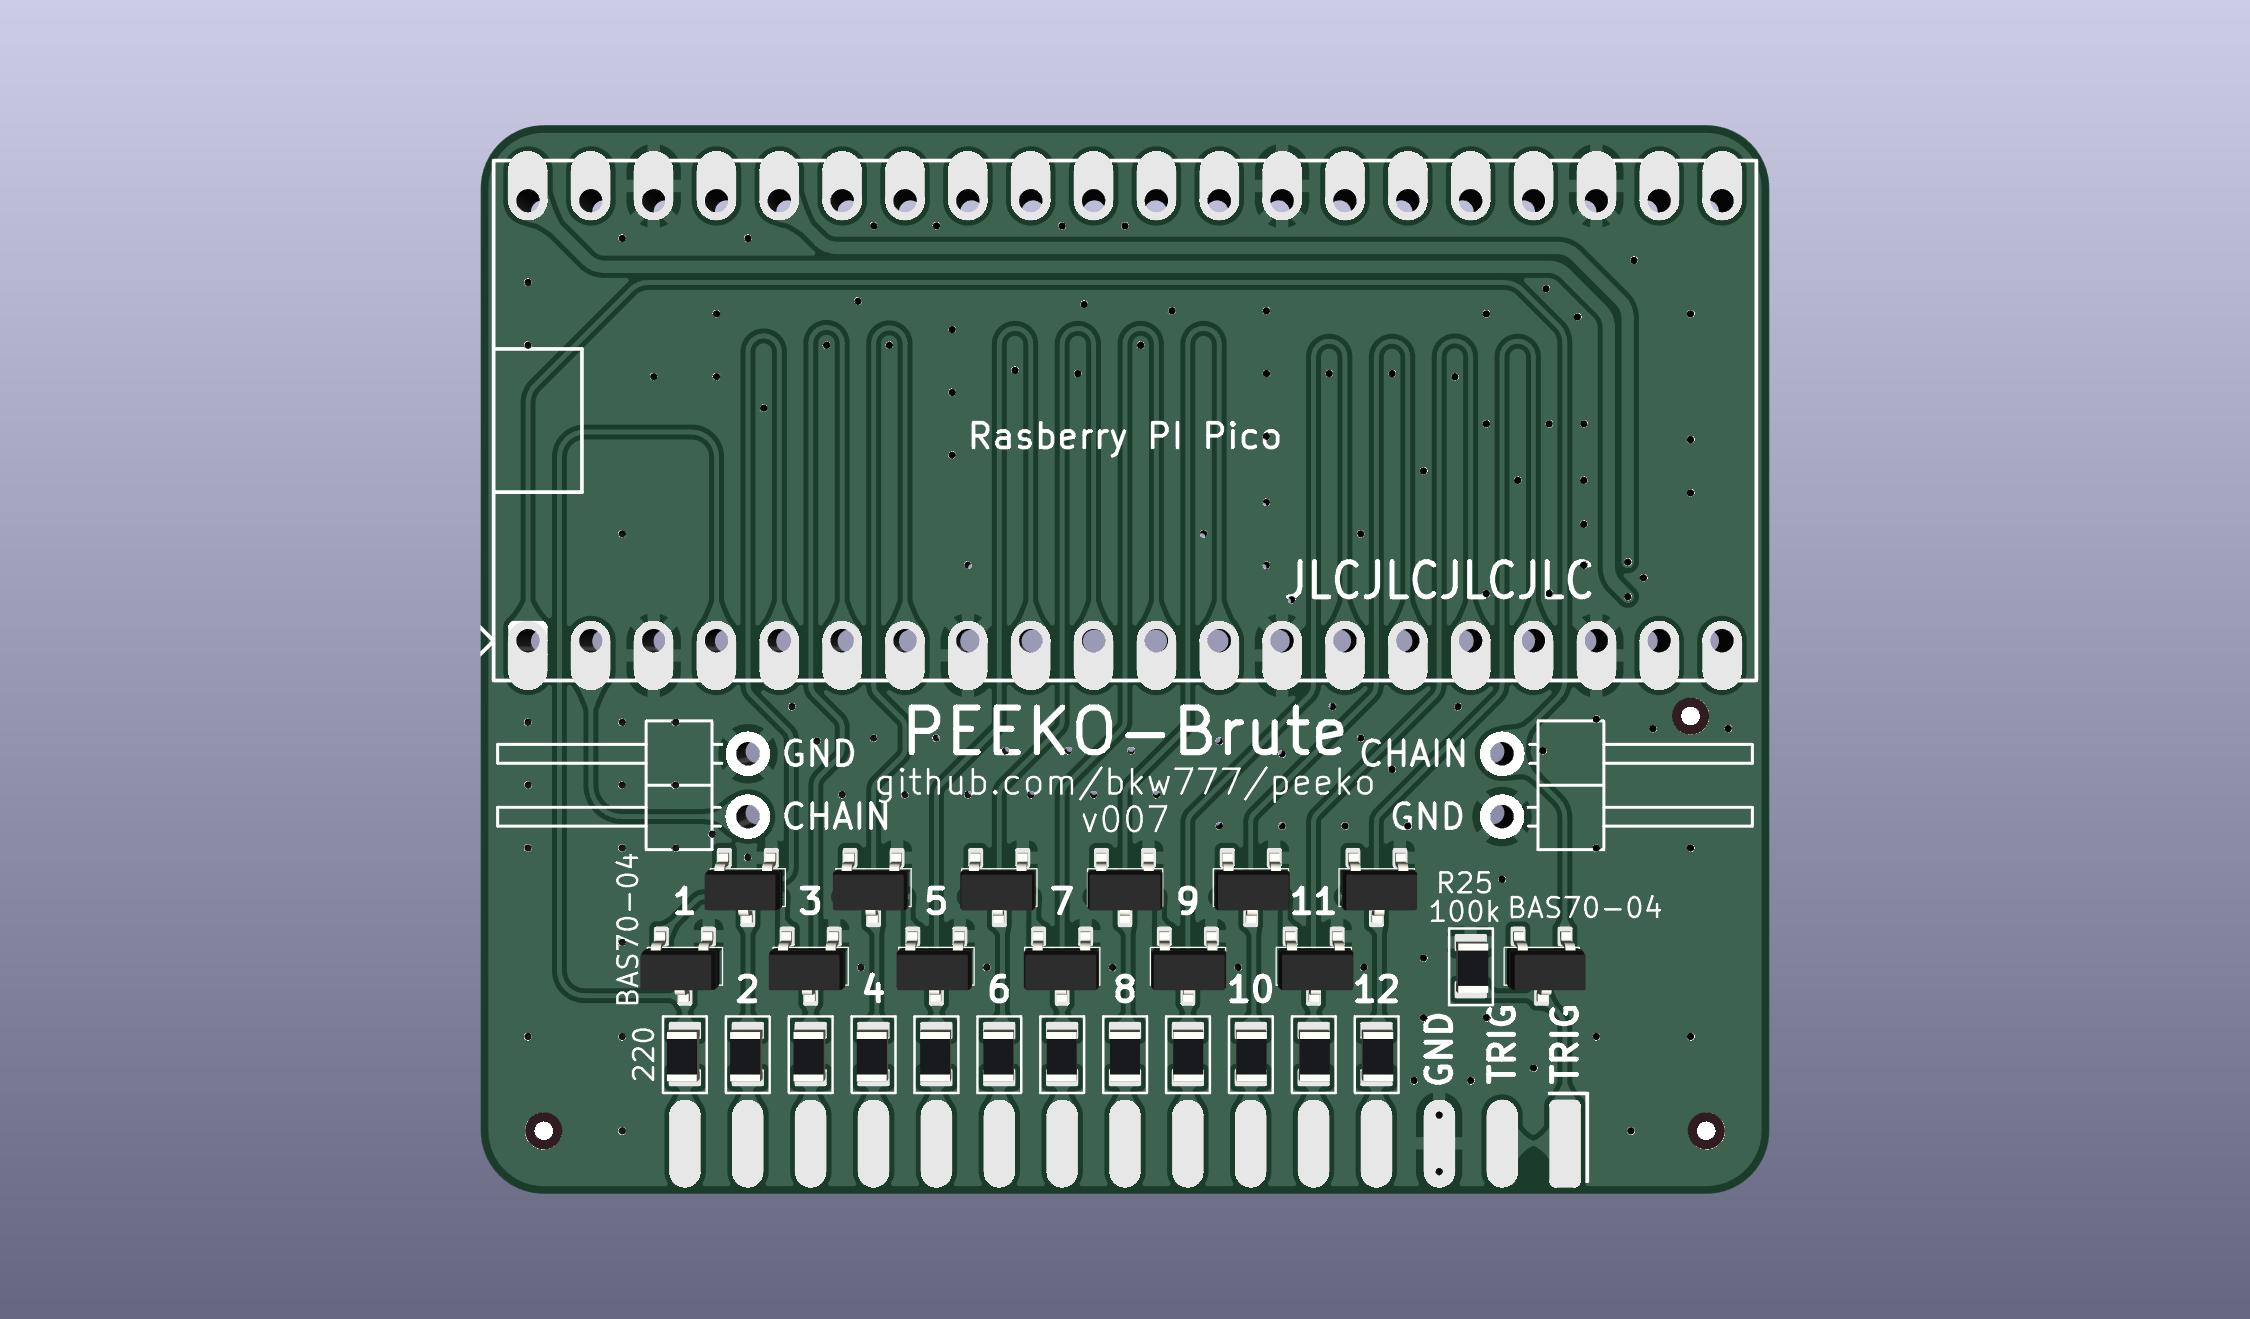 Rasberry PI Pico
JLCJLCJLCJLC
PEEKO-Brute
GND
CHAIN
github.com/bkw777/peeko
CHAIN
v007
GND
BAS70-04
1
3
5
7
9
11
R25
100k
BAS70-04
2
4
6
8
10
12
220
GND
TRIG
TRIG